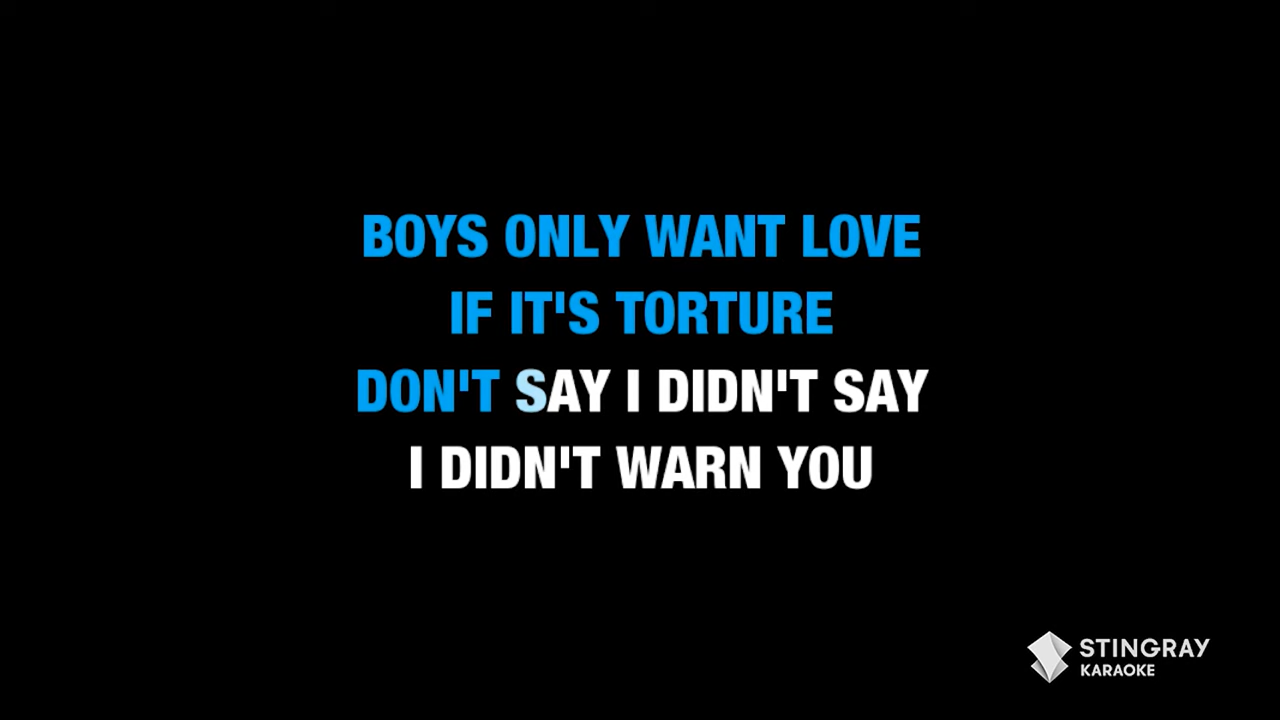 BOYS ONLY WANT LOVE
IF IT'S TORTURE
DON'T SAY I DIDN'T SAY
I DIDN'T WARN YOU
STINGRAY
KARAOKE